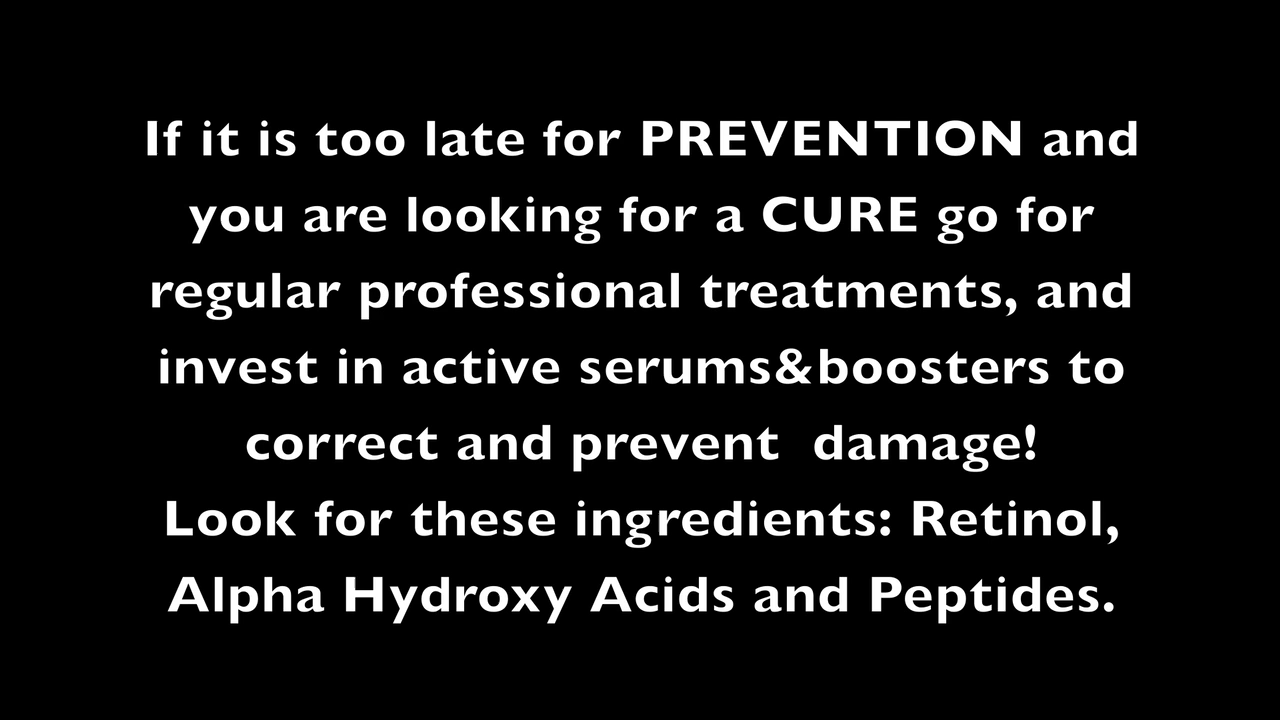 If it is too late for PREVENTION and
you are looking for a CURE go for
regular professional treatments, and
invest in active serums&boosters to
correct and prevent  damage!
Look for these ingredients: Retinol,
Alpha Hydroxy Acids and Peptides.